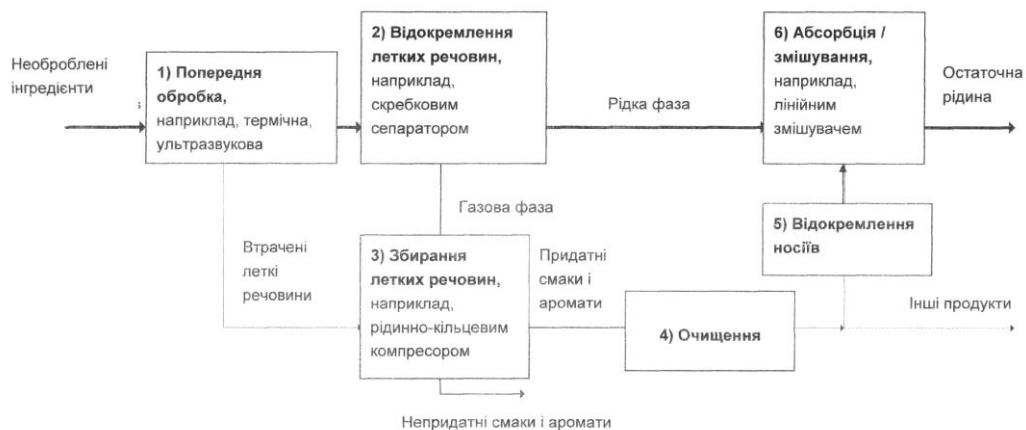 Необроблені
інгредієнти
1) Попередня
обробка,
наприклад, термічна,
ультразвукова
2) Відокремлення
летких речовин,
наприклад,
скребковим
сепаратором
Рідка фаза
6) Абсорбція /
змішування,
наприклад,
лінійним
змішувачем
Остаточна
рідина
Газова фаза
5) Відокремлення
носіїв
Втрачені
леткі
речовини
3) Збирання
летких речовин,
наприклад,
рідинно-кільцевим
компресором
Придатні
смаки і
аромати
4) Очищення
Інші продукти
Непридатні смаки і аромати